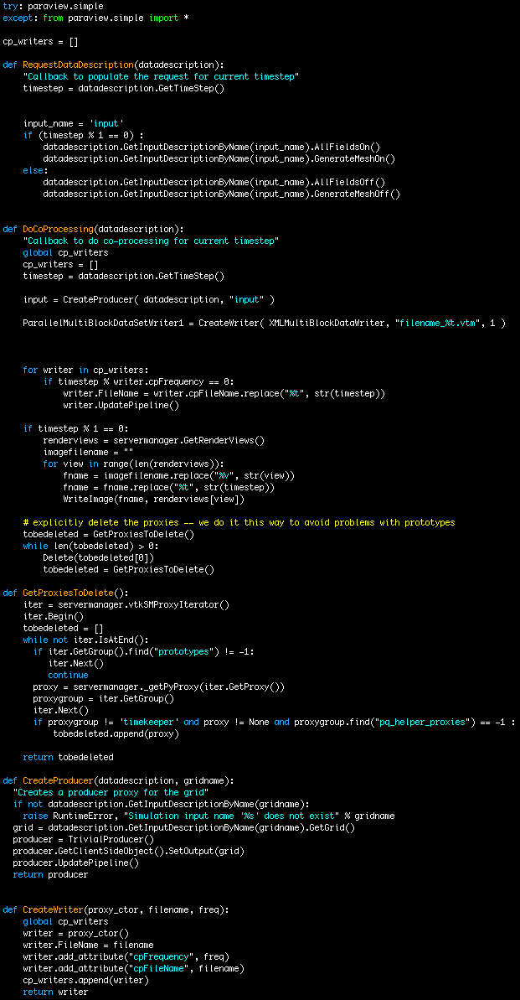 try: paraview.simple
except: from paraview.simple import *
cp_writers = []
def RequestDataDescription(datadescription):
    "Callback to populate the request for current timestep"
    timestep = datadescription.GetTimeStep()
    input_name = 'input'
    if (timestep % 1 == 0) :
        datadescription.GetInputDescriptionByName(input_name).AllFieldsOn()
        datadescription.GetInputDescriptionByName(input_name).GenerateMeshOn()
    else:
        datadescription.GetInputDescriptionByName(input_name).AllFieldsOff()
        datadescription.GetInputDescriptionByName(input_name).GenerateMeshOff()
def DoCoProcessing(datadescription):
    "Callback to do co-processing for current timestep"
    global cp_writers
    cp_writers = []
    timestep = datadescription.GetTimeStep()
    input = CreateProducer( datadescription, "input" )
    ParallelMultiBlockDataSetWriter1 = CreateWriter( XMLMultiBlockDataWriter, "filename_%t.vtm", 1 )
    for writer in cp_writers:
        if timestep % writer.cpFrequency == 0:
            writer.FileName = writer.cpFileName.replace("%t", str(timestep))
            writer.UpdatePipeline()
    if timestep % 1 == 0:
        renderviews = servermanager.GetRenderViews()
        imagefilename = ""
        for view in range(len(renderviews)):
            fname = imagefilename.replace("%v", str(view))
            fname = fname.replace("%t", str(timestep))
            WriteImage(fname, renderviews[view])
    # explicitly delete the proxies -- we do it this way to avoid problems with prototypes
    tobedeleted = GetProxiesToDelete()
    while len(tobedeleted) > 0:
        Delete(tobedeleted[0])
        tobedeleted = GetProxiesToDelete()
def GetProxiesToDelete():
    iter = servermanager.vtkSMProxyIterator()
    iter.Begin()
    tobedeleted = []
    while not iter.IsAtEnd():
      if iter.GetGroup().find("prototypes") != -1:
         iter.Next()
         continue
      proxy = servermanager._getPyProxy(iter.GetProxy())
      proxygroup = iter.GetGroup()
      iter.Next()
      if proxygroup != 'timekeeper' and proxy != None and proxygroup.find("pq_helper_proxies") == -1 :
          tobedeleted.append(proxy)
    return tobedeleted
def CreateProducer(datadescription, gridname):
  "Creates a producer proxy for the grid"
  if not datadescription.GetInputDescriptionByName(gridname):
    raise RuntimeError, "Simulation input name '%s' does not exist" % gridname
  grid = datadescription.GetInputDescriptionByName(gridname).GetGrid()
  producer = TrivialProducer()
  producer.GetClientSideObject().SetOutput(grid)
  producer.UpdatePipeline()
  return producer
def CreateWriter(proxy_ctor, filename, freq):
    global cp_writers
    writer = proxy_ctor()
    writer.FileName = filename
    writer.add_attribute("cpFrequency", freq)
    writer.add_attribute("cpFileName", filename)
    cp_writers.append(writer)
    return writer